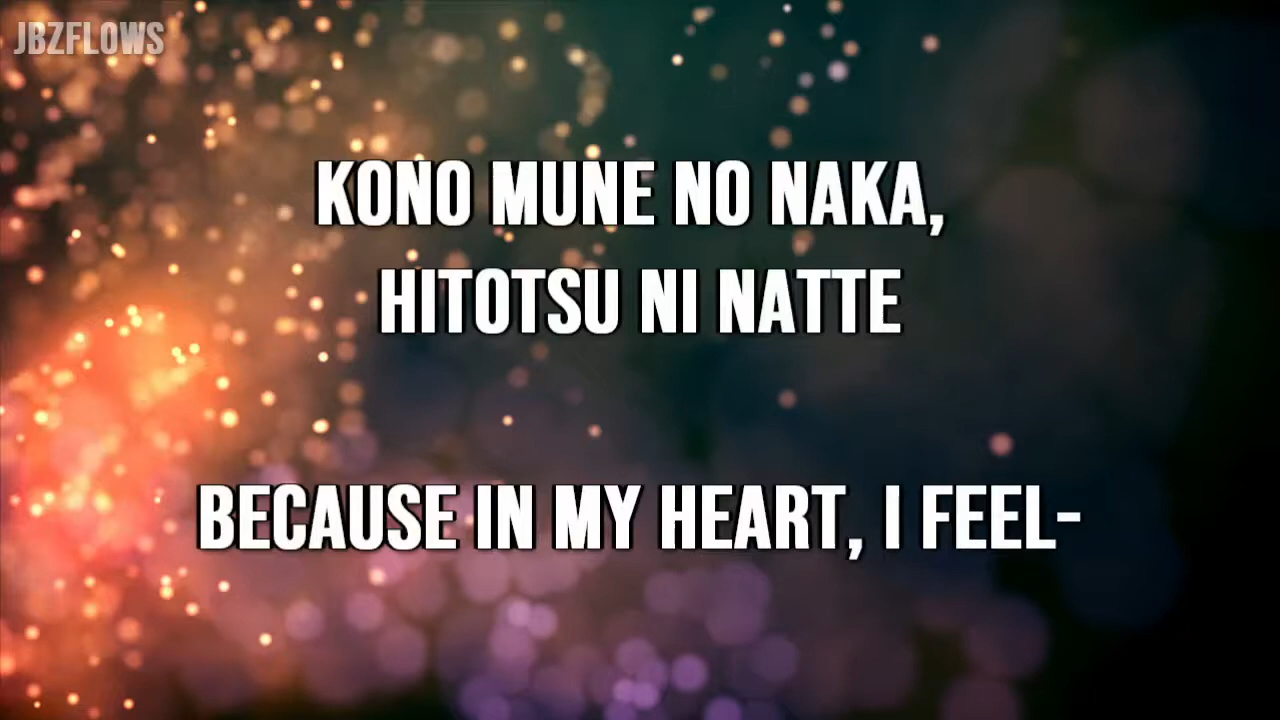 JBZFLOWS
KONO MUNE NO NAKA,
HITOTSU NI NATTE
BECAUSE IN MY HEART, I FEEL-